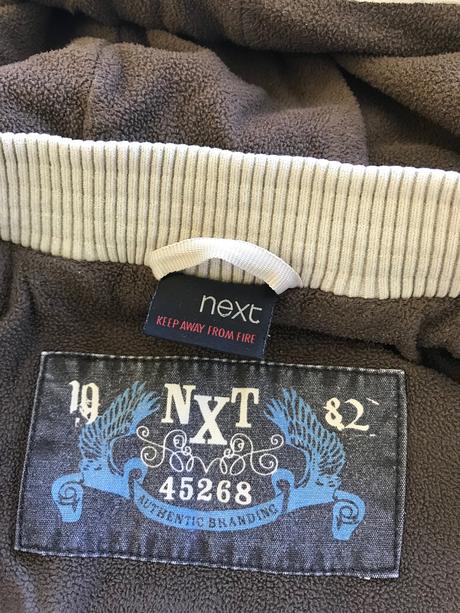 next
KEEP AWAY FROM FIRE
19 NXT 82
45268
AUTHENTIC BRANDING